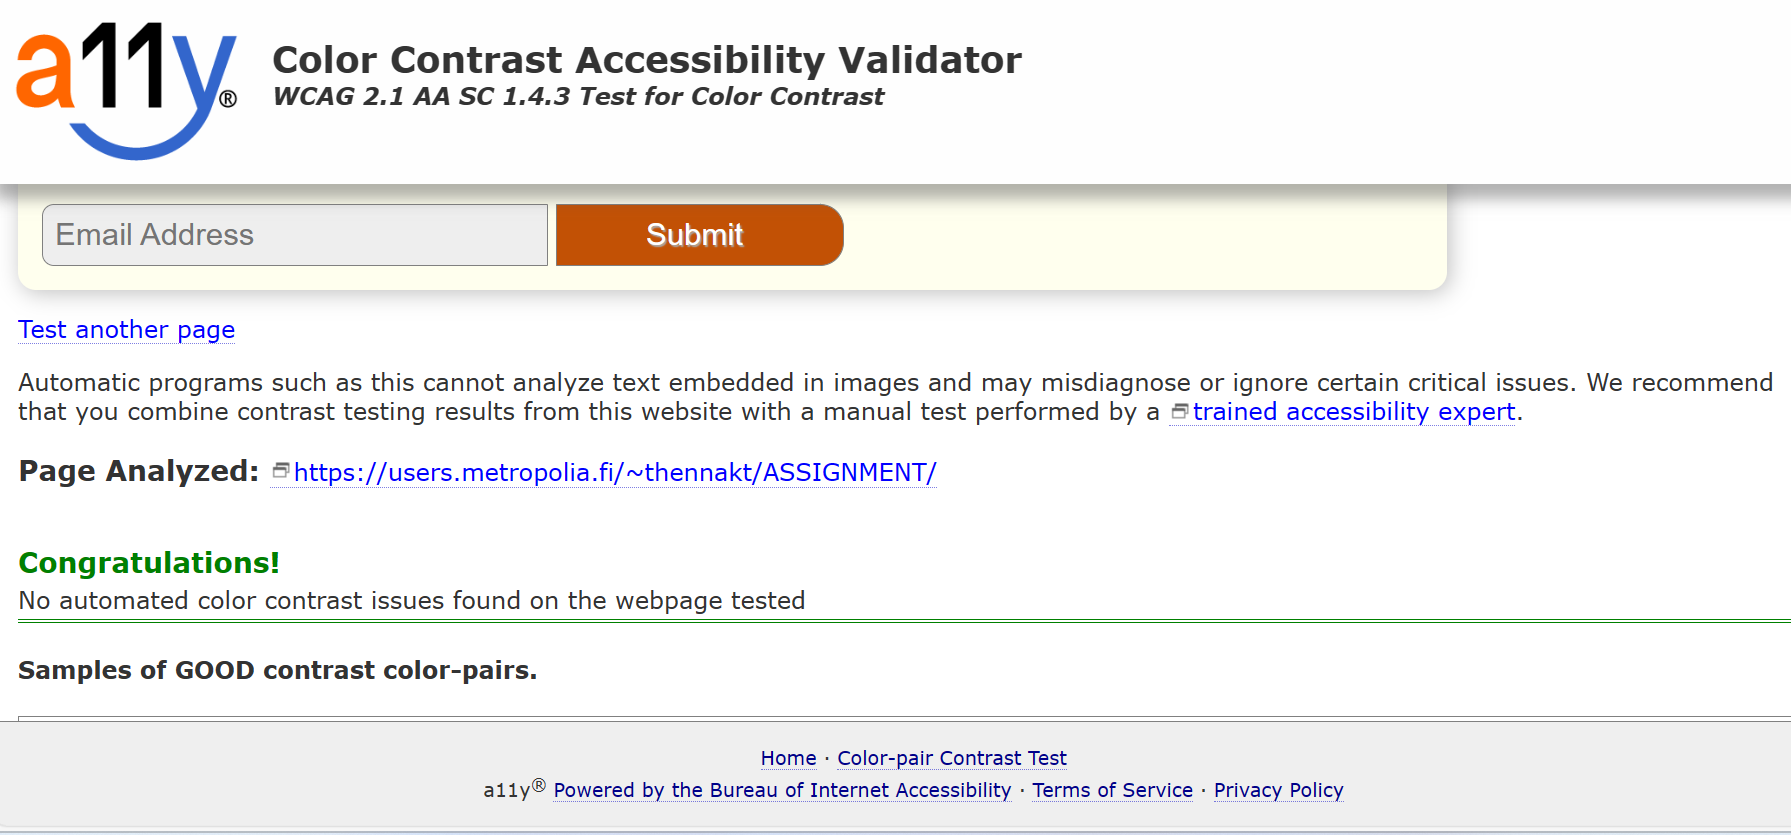 a11y®
Color Contrast Accessibility Validator
WCAG 2.1 AA SC 1.4.3 Test for Color Contrast
Email Address
Submit
Test another page
Automatic programs such as this cannot analyze text embedded in images and may misdiagnose or ignore certain critical issues. We recommend
that you combine contrast testing results from this website with a manual test performed by a trained accessibility expert.
Page Analyzed: https://users.metropolia.fi/~thennakt/ASSIGNMENT/
Congratulations!
No automated color contrast issues found on the webpage tested
Samples of GOOD contrast color-pairs.
Home · Color-pair Contrast Test
a11y® Powered by the Bureau of Internet Accessibility · Terms of Service · Privacy Policy